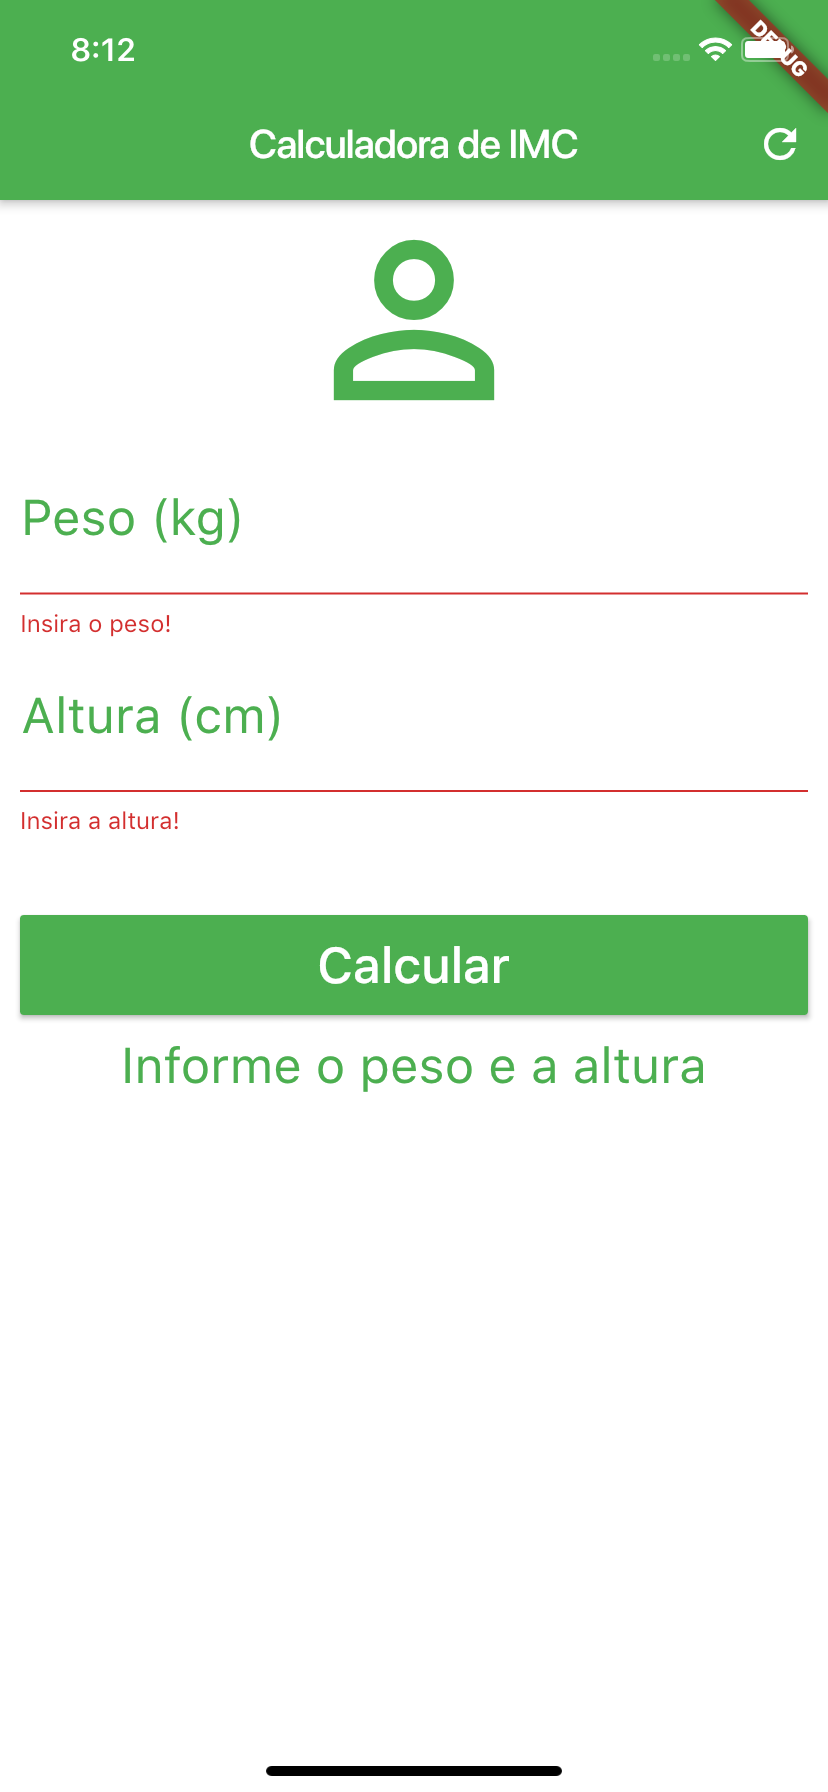 8:12
DEBUG
Calculadora de IMC
Peso (kg)
Insira o peso!
Altura (cm)
Insira a altura!
Calcular
Informe o peso e a altura